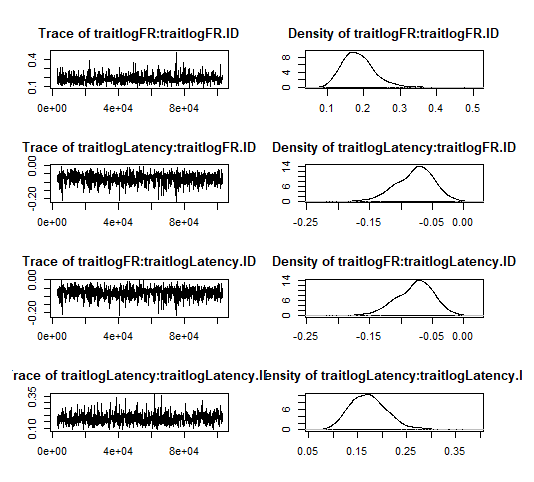 Trace of traitlogFR:traitlogFR.ID
Density of traitlogFR:traitlogFR.ID
0.1 0.4
0e+00 4e+04 8e+04
0 4 8
0.1 0.2 0.3 0.4 0.5
Trace of traitlogLatency:traitlogFR.ID
Density of traitlogLatency:traitlogFR.ID
-0.20 0.00
0e+00 4e+04 8e+04
0 6 14
-0.25 -0.15 -0.05 0.00
Trace of traitlogFR:traitlogLatency.ID
Density of traitlogFR:traitlogLatency.ID
-0.20 0.00
0e+00 4e+04 8e+04
0 6 14
-0.25 -0.15 -0.05 0.00
race of traitlogLatency:traitlogLatency.I
ensity of traitlogLatency:traitlogLatency.I
0.10 0.35
0e+00 4e+04 8e+04
0 6
0.05 0.15 0.25 0.35